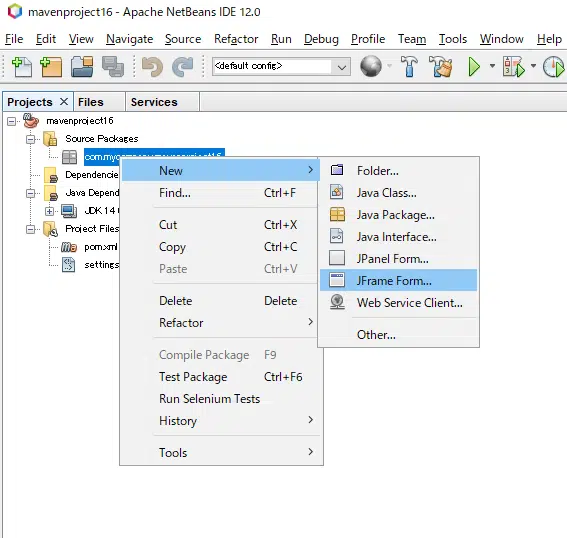 mavenproject16 - Apache NetBeans IDE 12.0
File Edit View Navigate Source Refactor Run Debug Profile Team Tools Window Help
<default config>
Projects Files Services
mavenproject16
Source Packages
com.mycompany.mavenproject16
Dependencie
Java Depend
JDK 14
Project Files
pom.xml
settings
New
Find... Ctrl+F
Cut Ctrl+X
Copy Ctrl+C
Paste Ctrl+V
Delete Delete
Refactor
Compile Package F9
Test Package Ctrl+F6
Run Selenium Tests
History
Tools
Folder...
Java Class...
Java Package...
Java Interface...
JPanel Form...
JFrame Form...
Web Service Client...
Other...